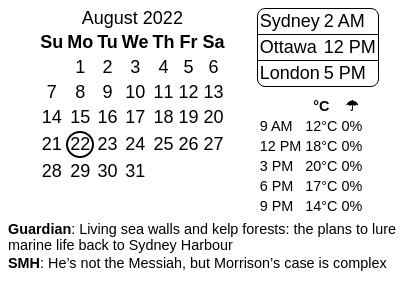 August 2022
Su Mo Tu We Th Fr Sa
1 2 3 4 5 6
7 8 9 10 11 12 13
14 15 16 17 18 19 20
21 22 23 24 25 26 27
28 29 30 31
Sydney 2 AM
Ottawa 12 PM
London 5 PM
°C ☂
9 AM 12°C 0%
12 PM 18°C 0%
3 PM 20°C 0%
6 PM 17°C 0%
9 PM 14°C 0%
Guardian: Living sea walls and kelp forests: the plans to lure
marine life back to Sydney Harbour
SMH: He’s not the Messiah, but Morrison’s case is complex